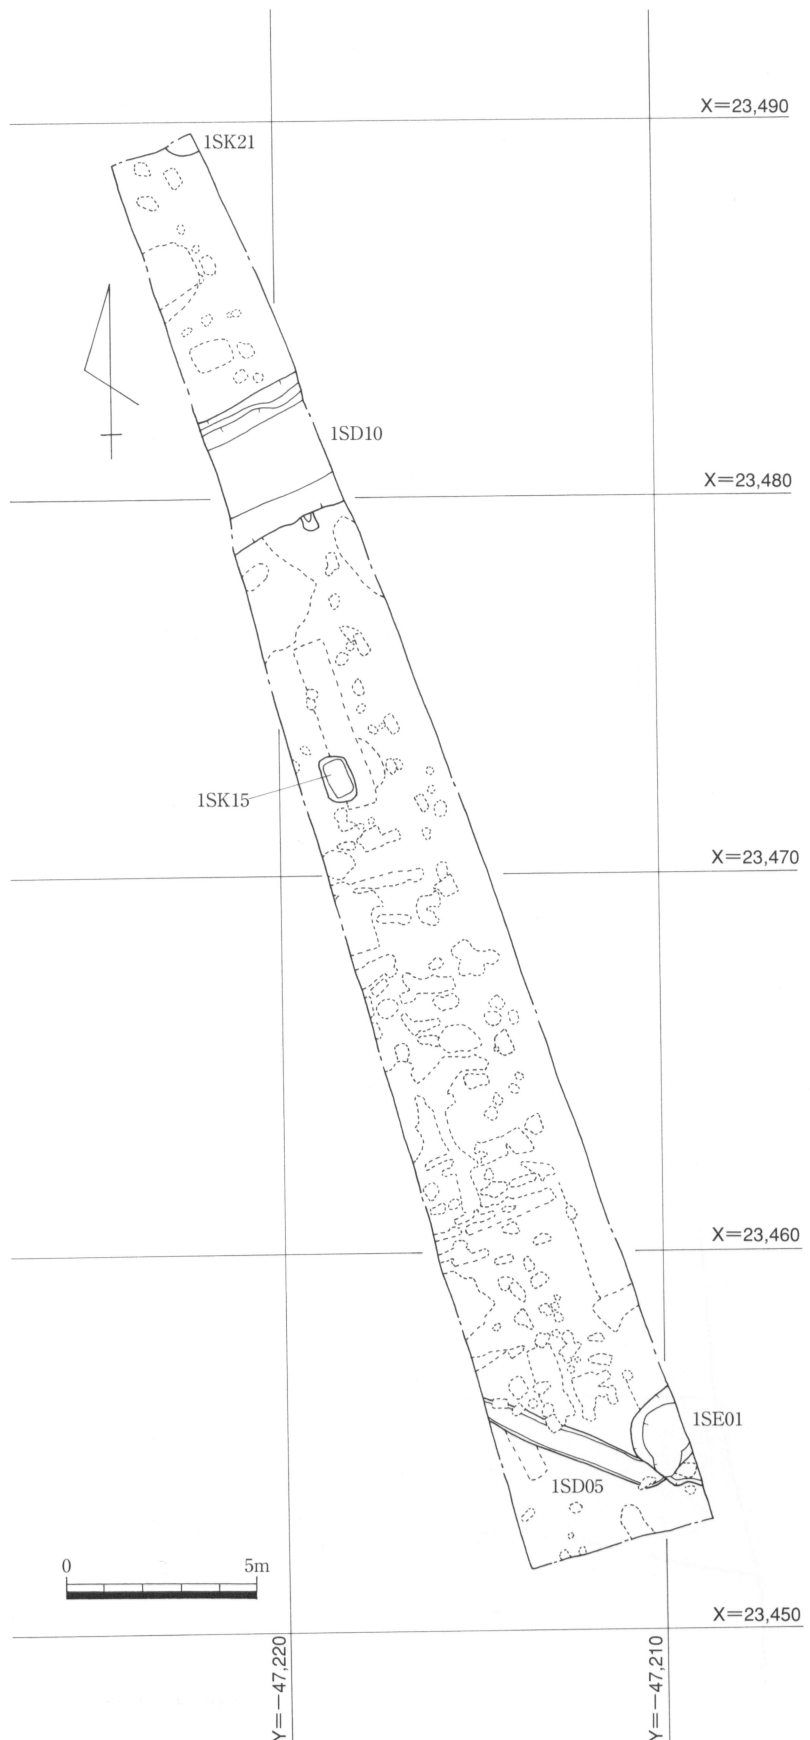 X=23,490
1SK21
1SD10
X=23,480
1SK15
X=23,470
X=23,460
1SE01
1SD05
0 5m
X=23,450
Y=-47,220
Y=-47,210